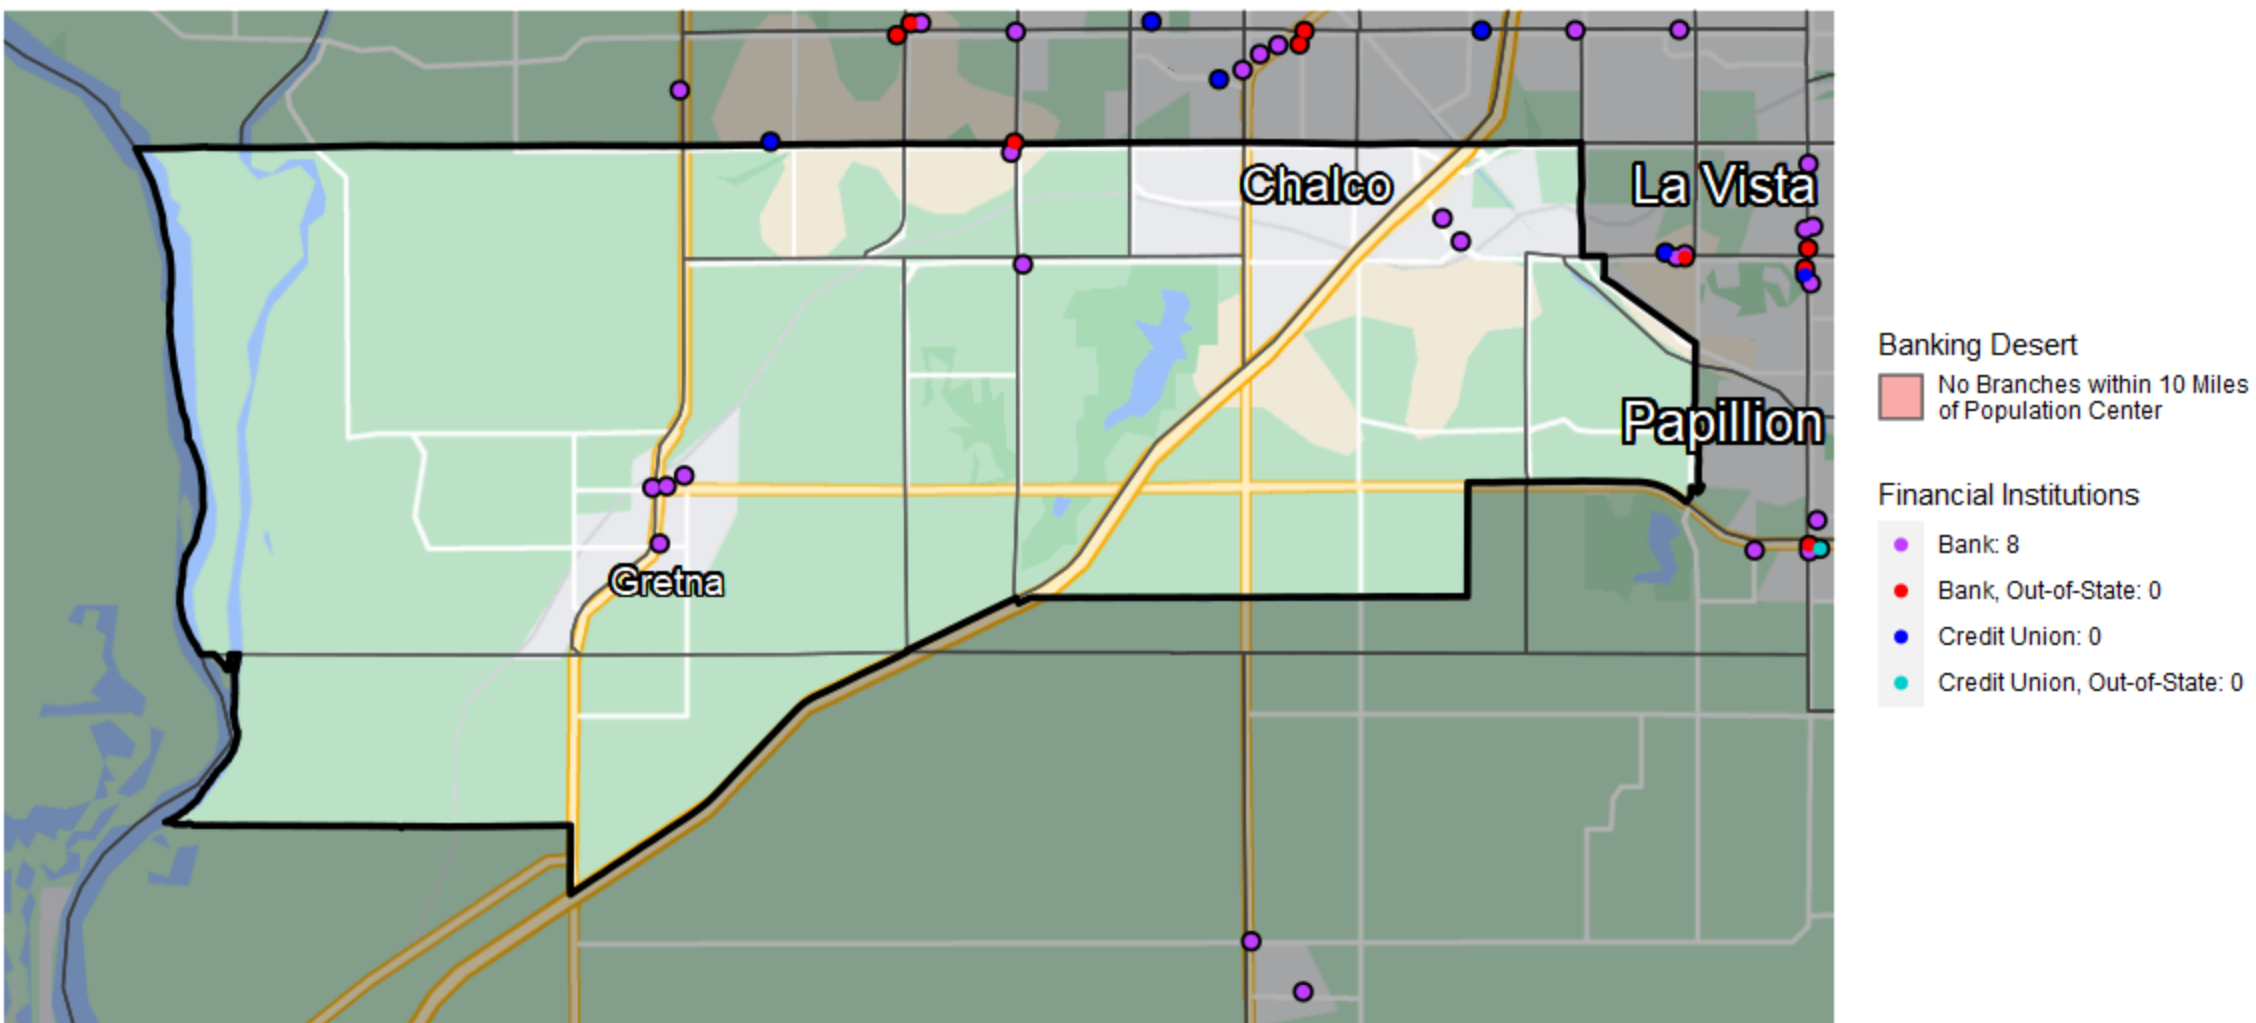 Chalco
La Vista
Papillion
Gretna
Banking Desert
No Branches within 10 Miles
of Population Center
Financial Institutions
Bank: 8
Bank, Out-of-State: 0
Credit Union: 0
Credit Union, Out-of-State: 0